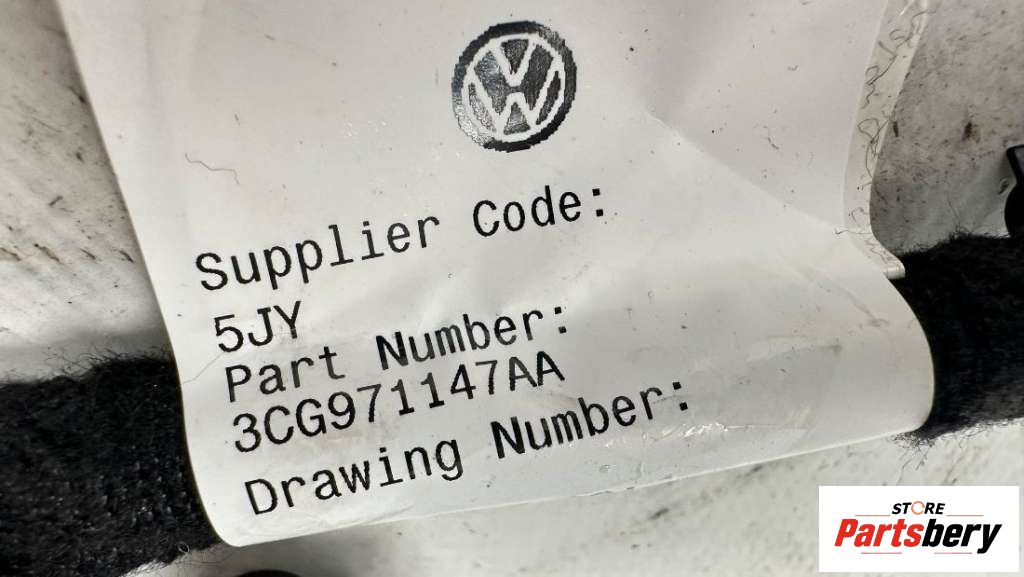 Supplier Code:
5JY
Part Number:
3CG971147AA
Drawing Number:
STORE
Partsbery